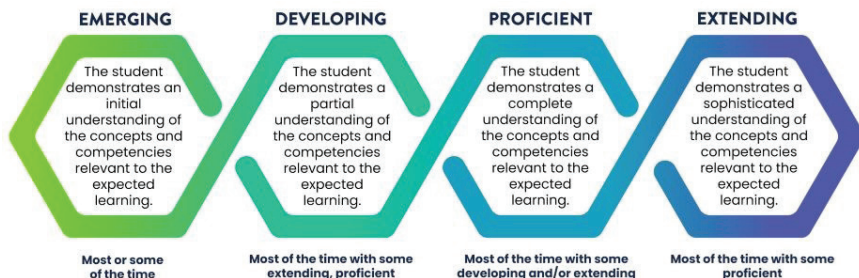 EMERGING
The student
demonstrates an
initial
understanding of
the concepts and
competencies
relevant to the
expected
learning.
Most or some
of the time
DEVELOPING
The student
demonstrates a
partial
understanding of
the concepts and
competencies
relevant to the
expected
learning.
Most of the time with some
extending, proficient
PROFICIENT
The student
demonstrates a
complete
understanding of
the concepts and
competencies
relevant to the
expected
learning.
Most of the time with some
developing and/or extending
EXTENDING
The student
demonstrates a
sophisticated
understanding of
the concepts and
competencies
relevant to the
expected
learning.
Most of the time with some
proficient